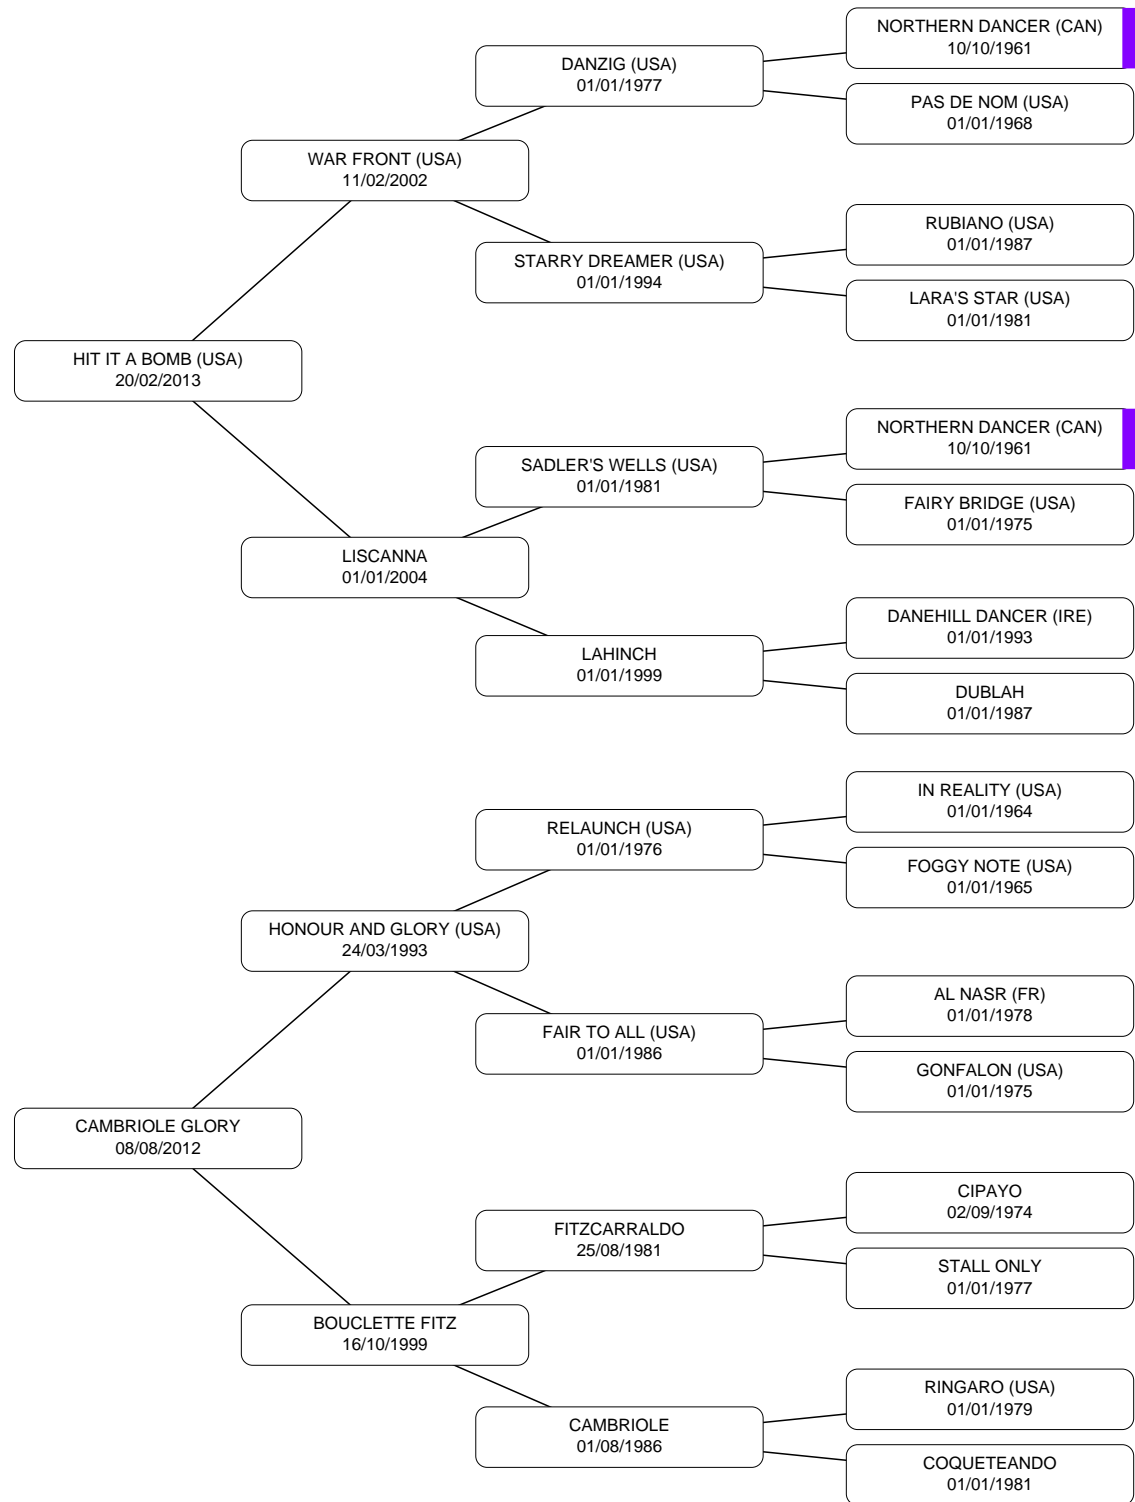 NORTHERN DANCER (CAN)
10/10/1961
DANZIG (USA)
01/01/1977
PAS DE NOM (USA)
01/01/1968
WAR FRONT (USA)
11/02/2002
RUBIANO (USA)
01/01/1987
STARRY DREAMER (USA)
01/01/1994
LARA'S STAR (USA)
01/01/1981
HIT IT A BOMB (USA)
20/02/2013
NORTHERN DANCER (CAN)
10/10/1961
SADLER'S WELLS (USA)
01/01/1981
FAIRY BRIDGE (USA)
01/01/1975
LISCANNA
01/01/2004
DANEHILL DANCER (IRE)
01/01/1993
LAHINCH
01/01/1999
DUBLAH
01/01/1987
IN REALITY (USA)
01/01/1964
RELAUNCH (USA)
01/01/1976
FOGGY NOTE (USA)
01/01/1965
HONOUR AND GLORY (USA)
24/03/1993
AL NASR (FR)
01/01/1978
FAIR TO ALL (USA)
01/01/1986
GONFALON (USA)
01/01/1975
CAMBRIOLE GLORY
08/08/2012
CIPAYO
02/09/1974
FITZCARRALDO
25/08/1981
STALL ONLY
01/01/1977
BOUCLETTE FITZ
16/10/1999
RINGARO (USA)
01/01/1979
CAMBRIOLE
01/08/1986
COQUETEANDO
01/01/1981